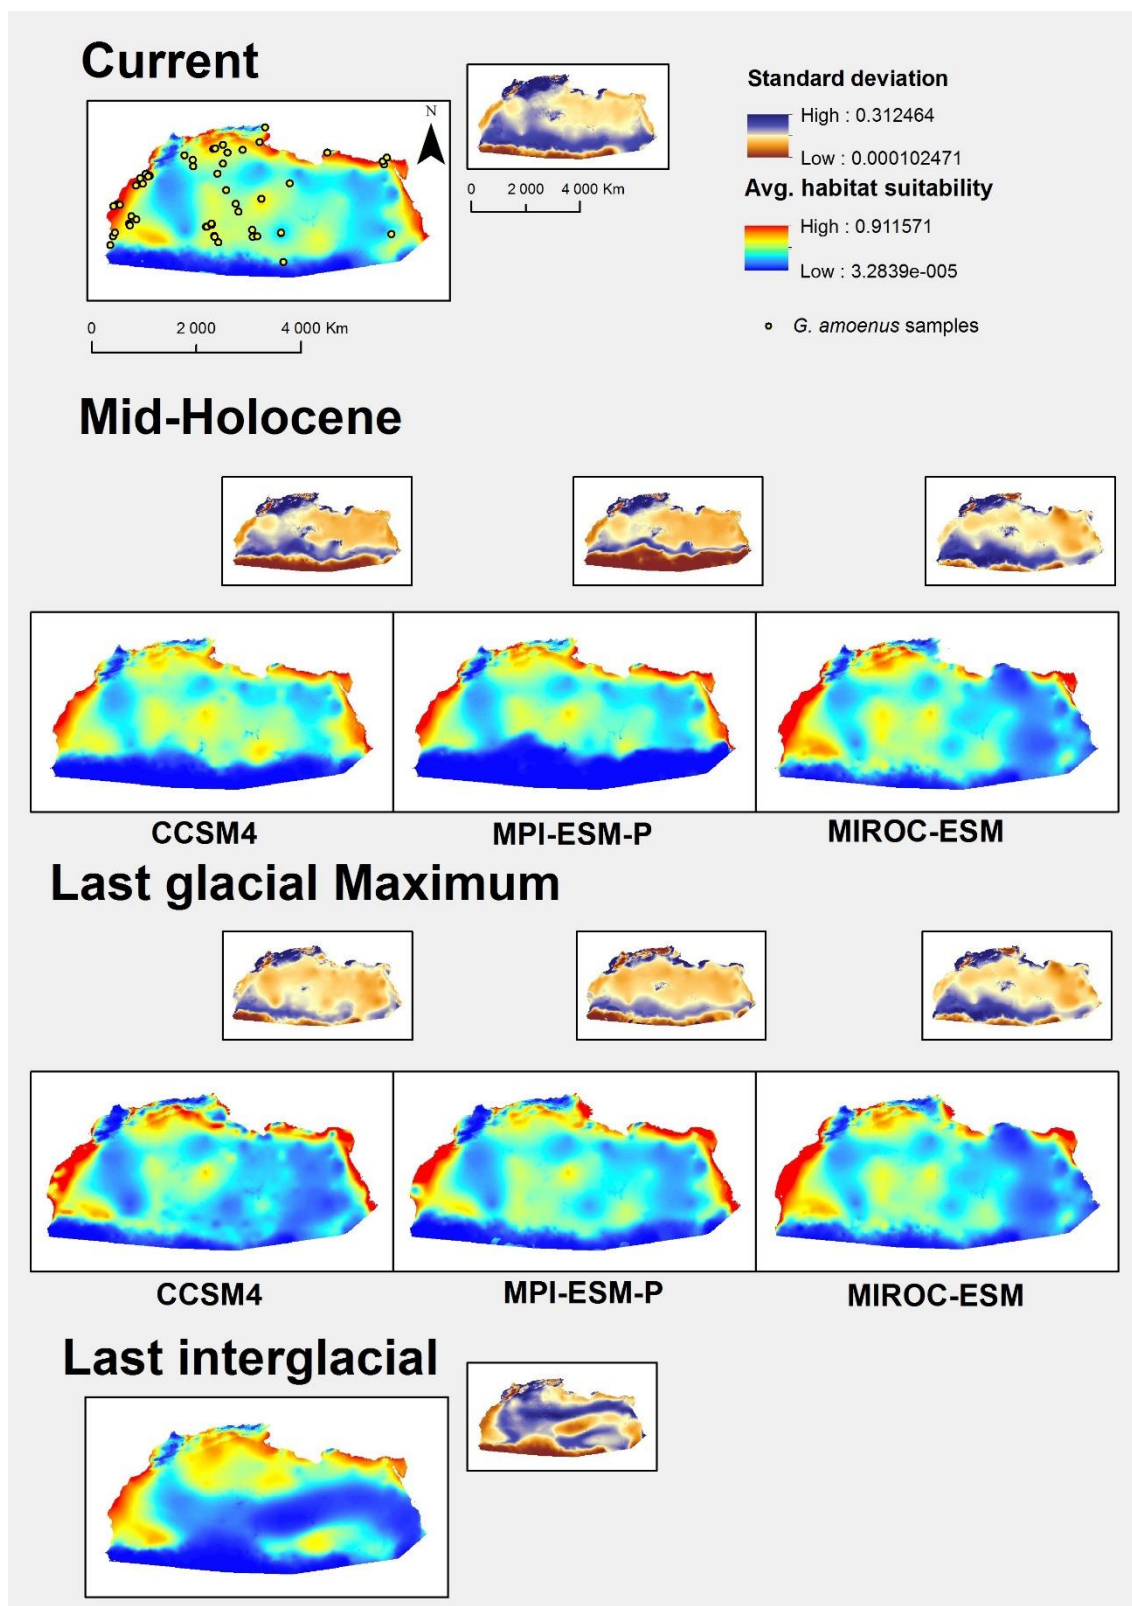 Current
N
0 2 000 4 000 Km
0 2 000 4 000 Km
Standard deviation
High : 0.312464
Low : 0.000102471
Avg. habitat suitability
High : 0.911571
Low : 3.2839e-005
G. amoenus samples
Mid-Holocene
CCSM4 MPI-ESM-P MIROC-ESM
Last glacial Maximum
CCSM4 MPI-ESM-P MIROC-ESM
Last interglacial